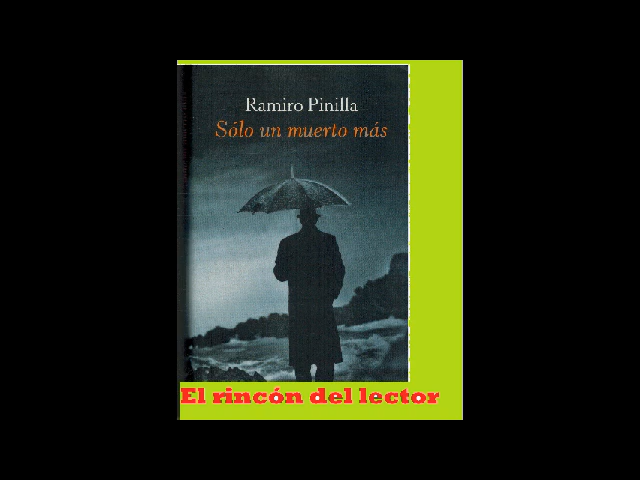 Ramiro Pinilla
Sólo un muerto más
El rincón del lector